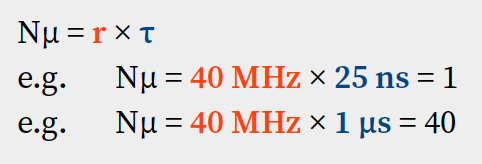 Nμ = r × τ
e.g. Nμ = 40 MHz × 25 ns = 1
e.g. Nμ = 40 MHz × 1 μs = 40